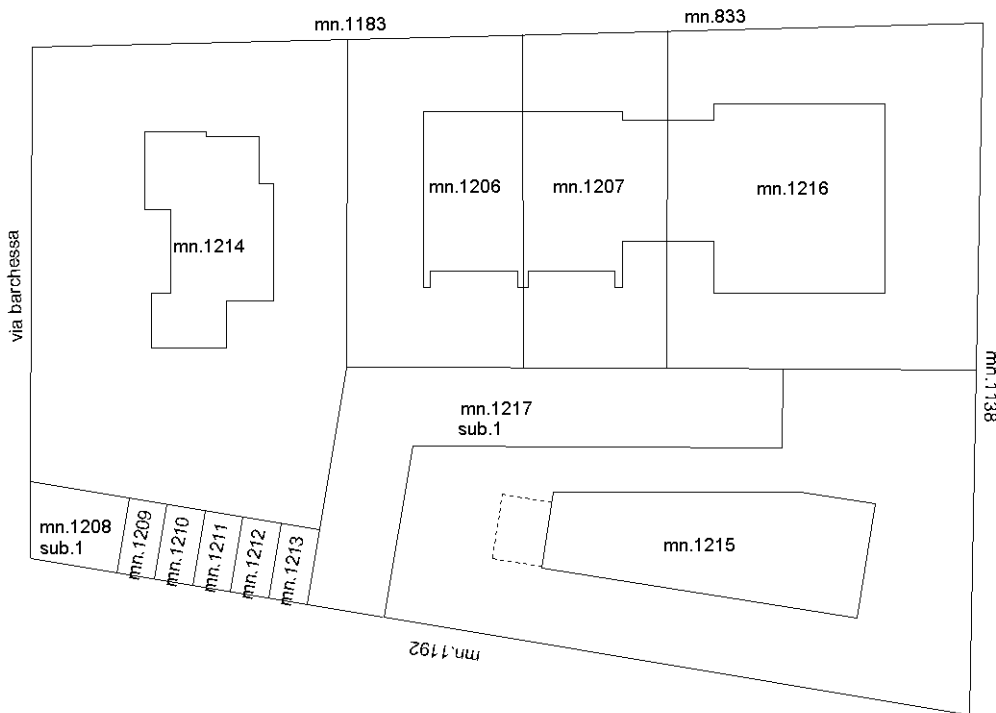 mn.1183
mn.833
mn.1206
mn.1207
mn.1216
mn.1214
via barchessa
mn.1138
mn.1217
sub.1
mn.1208
sub.1
mn.1209
mn.1210
mn.1211
mn.1212
mn.1213
mn.1215
mn.1192